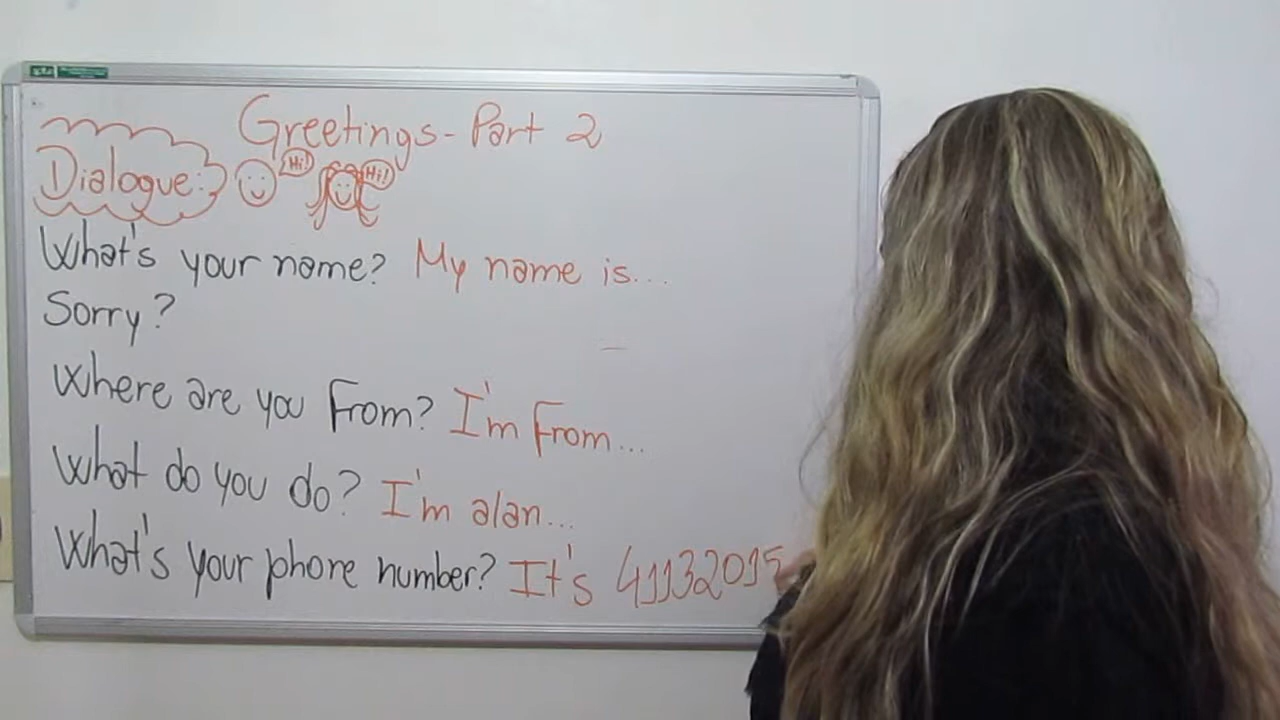 Greetings - Part 2
Dialogue: Hi! Hi!
What's your name? My name is...
Sorry?
Where are you From? I'm From...
What do you do? I'm a/an...
What's your phone number? It's 41132015